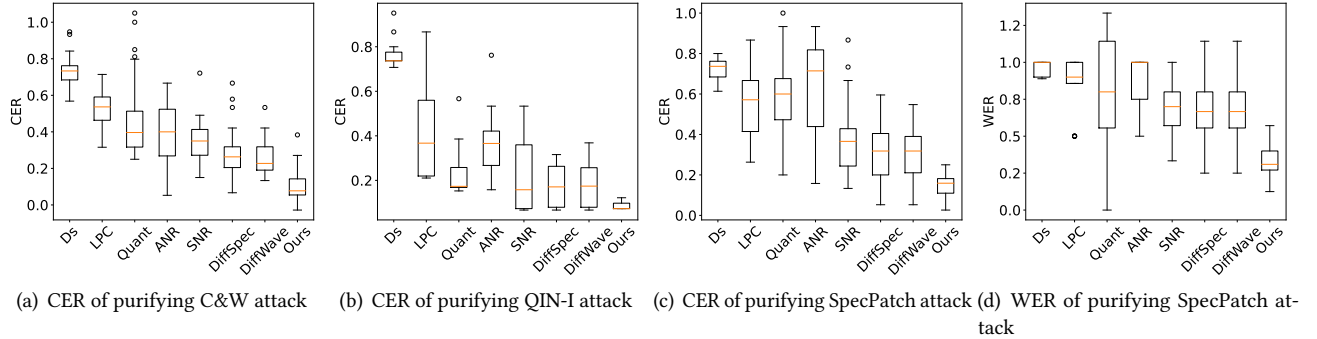 1.0
0.8
0.6
0.4
0.2
0.0
CER
Ds
LPC
Quant
ANR
SNR
DiffSpec
DiffWave
Ours
(a) CER of purifying C&W attack
0.8
0.6
0.4
0.2
CER
Ds
LPC
Quant
ANR
SNR
DiffSpec
DiffWave
Ours
(b) CER of purifying QIN-I attack
1.0
0.8
0.6
0.4
0.2
0.0
CER
Ds
LPC
Quant
ANR
SNR
DiffSpec
DiffWave
Ours
(c) CER of purifying SpecPatch attack
1.2
1.0
0.8
0.5
0.2
0.0
WER
Ds
LPC
Quant
ANR
SNR
DiffSpec
DiffWave
Ours
(d) WER of purifying SpecPatch at-
tack